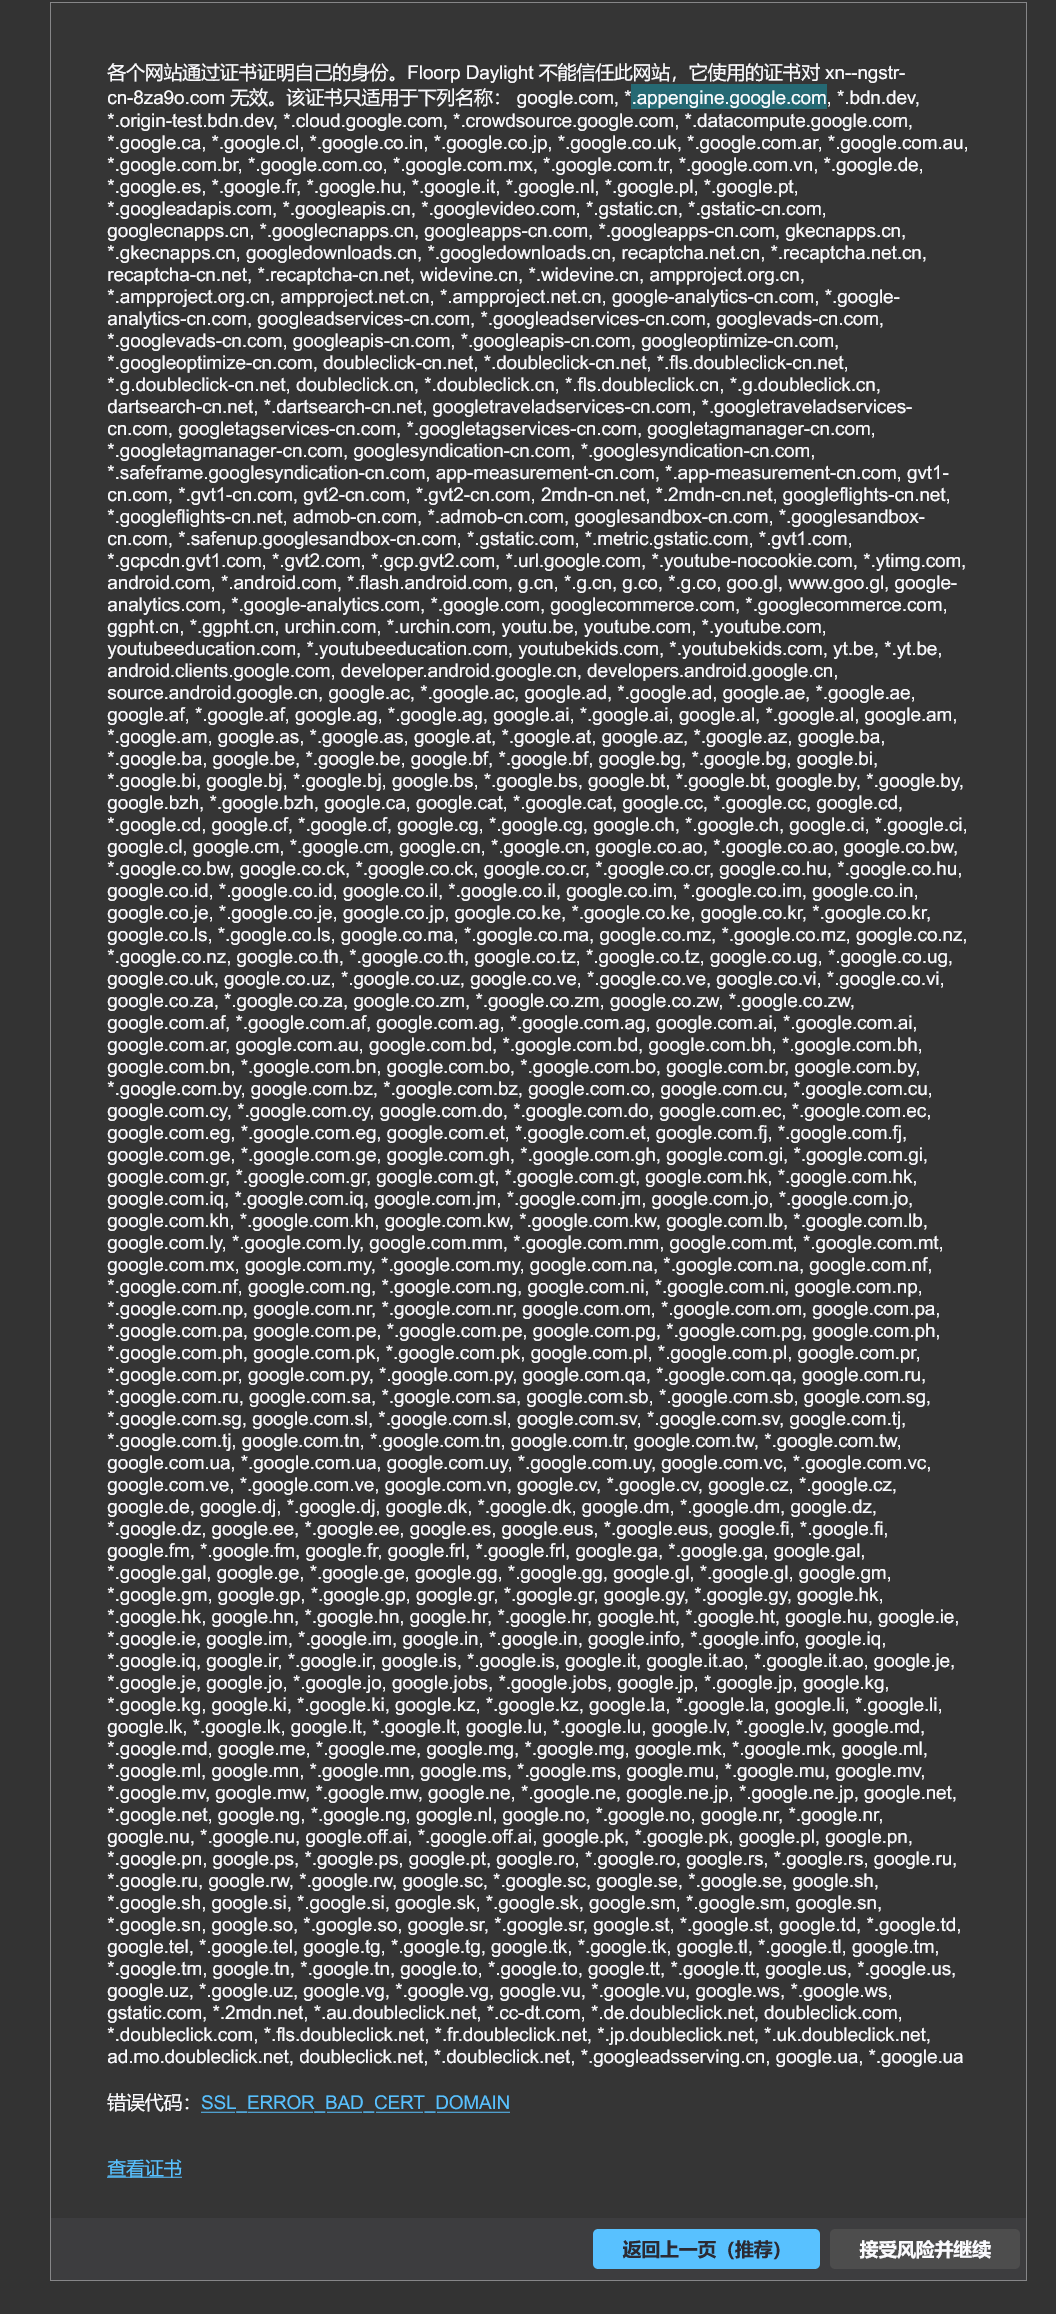 各个网站通过证书证明自己的身份。Floorp Daylight 不能信任此网站，它使用的证书对 xn--ngstr-
cn-8za9o.com 无效。该证书只适用于下列名称： google.com, *.appengine.google.com, *.bdn.dev,
*.origin-test.bdn.dev, *.cloud.google.com, *.crowdsource.google.com, *.datacompute.google.com,
*.google.ca, *.google.cl, *.google.co.in, *.google.co.jp, *.google.co.uk, *.google.com.ar, *.google.com.au,
*.google.com.br, *.google.com.co, *.google.com.mx, *.google.com.tr, *.google.com.vn, *.google.de,
*.google.es, *.google.fr, *.google.hu, *.google.it, *.google.nl, *.google.pl, *.google.pt,
*.googleadapis.com, *.googleapis.cn, *.googlevideo.com, *.gstatic.cn, *.gstatic-cn.com,
googlecnapps.cn, *.googlecnapps.cn, googleapps-cn.com, *.googleapps-cn.com, gkecnapps.cn,
*.gkecnapps.cn, googledownloads.cn, *.googledownloads.cn, recaptcha.net.cn, *.recaptcha.net.cn,
recaptcha-cn.net, *.recaptcha-cn.net, widevine.cn, *.widevine.cn, ampproject.org.cn,
*.ampproject.org.cn, ampproject.net.cn, *.ampproject.net.cn, google-analytics-cn.com, *.google-
analytics-cn.com, googleadservices-cn.com, *.googleadservices-cn.com, googlevads-cn.com,
*.googlevads-cn.com, googleapis-cn.com, *.googleapis-cn.com, googleoptimize-cn.com,
*.googleoptimize-cn.com, doubleclick-cn.net, *.doubleclick-cn.net, *.fls.doubleclick-cn.net,
*.g.doubleclick-cn.net, doubleclick.cn, *.doubleclick.cn, *.fls.doubleclick.cn, *.g.doubleclick.cn,
dartsearch-cn.net, *.dartsearch-cn.net, googletraveladservices-cn.com, *.googletraveladservices-
cn.com, googletagservices-cn.com, *.googletagservices-cn.com, googletagmanager-cn.com,
*.googletagmanager-cn.com, googlesyndication-cn.com, *.googlesyndication-cn.com,
*.safeframe.googlesyndication-cn.com, app-measurement-cn.com, *.app-measurement-cn.com, gvt1-
cn.com, *.gvt1-cn.com, gvt2-cn.com, *.gvt2-cn.com, 2mdn-cn.net, *.2mdn-cn.net, googleflights-cn.net,
*.googleflights-cn.net, admob-cn.com, *.admob-cn.com, googlesandbox-cn.com, *.googlesandbox-
cn.com, *.safenup.googlesandbox-cn.com, *.gstatic.com, *.metric.gstatic.com, *.gvt1.com,
*.gcpcdn.gvt1.com, *.gvt2.com, *.gcp.gvt2.com, *.url.google.com, *.youtube-nocookie.com, *.ytimg.com,
android.com, *.android.com, *.flash.android.com, g.cn, *.g.cn, g.co, *.g.co, goo.gl, www.goo.gl, google-
analytics.com, *.google-analytics.com, *.google.com, googlecommerce.com, *.googlecommerce.com,
ggpht.cn, *.ggpht.cn, urchin.com, *.urchin.com, youtu.be, youtube.com, *.youtube.com,
youtubeeducation.com, *.youtubeeducation.com, youtubekids.com, *.youtubekids.com, yt.be, *.yt.be,
android.clients.google.com, developer.android.google.cn, developers.android.google.cn,
source.android.google.cn, google.ac, *.google.ac, google.ad, *.google.ad, google.ae, *.google.ae,
google.af, *.google.af, google.ag, *.google.ag, google.ai, *.google.ai, google.al, *.google.al, google.am,
*.google.am, google.as, *.google.as, google.at, *.google.at, google.az, *.google.az, google.ba,
*.google.ba, google.be, *.google.be, google.bf, *.google.bf, google.bg, *.google.bg, google.bi,
*.google.bi, google.bj, *.google.bj, google.bs, *.google.bs, google.bt, *.google.bt, google.by, *.google.by,
google.bzh, *.google.bzh, google.ca, google.cat, *.google.cat, google.cc, *.google.cc, google.cd,
*.google.cd, google.cf, *.google.cf, google.cg, *.google.cg, google.ch, *.google.ch, google.ci, *.google.ci,
google.cl, google.cm, *.google.cm, google.cn, *.google.cn, google.co.ao, *.google.co.ao, google.co.bw,
*.google.co.bw, google.co.ck, *.google.co.ck, google.co.cr, *.google.co.cr, google.co.hu, *.google.co.hu,
google.co.id, *.google.co.id, google.co.il, *.google.co.il, google.co.im, *.google.co.im, google.co.in,
google.co.je, *.google.co.je, google.co.jp, google.co.ke, *.google.co.ke, google.co.kr, *.google.co.kr,
google.co.ls, *.google.co.ls, google.co.ma, *.google.co.ma, google.co.mz, *.google.co.mz, google.co.nz,
*.google.co.nz, google.co.th, *.google.co.th, google.co.tz, *.google.co.tz, google.co.ug, *.google.co.ug,
google.co.uk, google.co.uz, *.google.co.uz, google.co.ve, *.google.co.ve, google.co.vi, *.google.co.vi,
google.co.za, *.google.co.za, google.co.zm, *.google.co.zm, google.co.zw, *.google.co.zw,
google.com.af, *.google.com.af, google.com.ag, *.google.com.ag, google.com.ai, *.google.com.ai,
google.com.ar, google.com.au, google.com.bd, *.google.com.bd, google.com.bh, *.google.com.bh,
google.com.bn, *.google.com.bn, google.com.bo, *.google.com.bo, google.com.br, google.com.by,
*.google.com.by, google.com.bz, *.google.com.bz, google.com.co, google.com.cu, *.google.com.cu,
google.com.cy, *.google.com.cy, google.com.do, *.google.com.do, google.com.ec, *.google.com.ec,
google.com.eg, *.google.com.eg, google.com.et, *.google.com.et, google.com.fj, *.google.com.fj,
google.com.ge, *.google.com.ge, google.com.gh, *.google.com.gh, google.com.gi, *.google.com.gi,
google.com.gr, *.google.com.gr, google.com.gt, *.google.com.gt, google.com.hk, *.google.com.hk,
google.com.iq, *.google.com.iq, google.com.jm, *.google.com.jm, google.com.jo, *.google.com.jo,
google.com.kh, *.google.com.kh, google.com.kw, *.google.com.kw, google.com.lb, *.google.com.lb,
google.com.ly, *.google.com.ly, google.com.mm, *.google.com.mm, google.com.mt, *.google.com.mt,
google.com.mx, google.com.my, *.google.com.my, google.com.na, *.google.com.na, google.com.nf,
*.google.com.nf, google.com.ng, *.google.com.ng, google.com.ni, *.google.com.ni, google.com.np,
*.google.com.np, google.com.nr, *.google.com.nr, google.com.om, *.google.com.om, google.com.pa,
*.google.com.pa, google.com.pe, *.google.com.pe, google.com.pg, *.google.com.pg, google.com.ph,
*.google.com.ph, google.com.pk, *.google.com.pk, google.com.pl, *.google.com.pl, google.com.pr,
*.google.com.pr, google.com.py, *.google.com.py, google.com.qa, *.google.com.qa, google.com.ru,
*.google.com.ru, google.com.sa, *.google.com.sa, google.com.sb, *.google.com.sb, google.com.sg,
*.google.com.sg, google.com.sl, *.google.com.sl, google.com.sv, *.google.com.sv, google.com.tj,
*.google.com.tj, google.com.tn, *.google.com.tn, google.com.tr, google.com.tw, *.google.com.tw,
google.com.ua, *.google.com.ua, google.com.uy, *.google.com.uy, google.com.vc, *.google.com.vc,
google.com.ve, *.google.com.ve, google.com.vn, google.cv, *.google.cv, google.cz, *.google.cz,
google.de, google.dj, *.google.dj, google.dk, *.google.dk, google.dm, *.google.dm, google.dz,
*.google.dz, google.ee, *.google.ee, google.es, google.eus, *.google.eus, google.fi, *.google.fi,
google.fm, *.google.fm, google.fr, google.frl, *.google.frl, google.ga, *.google.ga, google.gal,
*.google.gal, google.ge, *.google.ge, google.gg, *.google.gg, google.gl, *.google.gl, google.gm,
*.google.gm, google.gp, *.google.gp, google.gr, *.google.gr, google.gy, *.google.gy, google.hk,
*.google.hk, google.hn, *.google.hn, google.hr, *.google.hr, google.ht, *.google.ht, google.hu, google.ie,
*.google.ie, google.im, *.google.im, google.in, *.google.in, google.info, *.google.info, google.iq,
*.google.iq, google.ir, *.google.ir, google.is, *.google.is, google.it, google.it.ao, *.google.it.ao, google.je,
*.google.je, google.jo, *.google.jo, google.jobs, *.google.jobs, google.jp, *.google.jp, google.kg,
*.google.kg, google.ki, *.google.ki, google.kz, *.google.kz, google.la, *.google.la, google.li, *.google.li,
google.lk, *.google.lk, google.lt, *.google.lt, google.lu, *.google.lu, google.lv, *.google.lv, google.md,
*.google.md, google.me, *.google.me, google.mg, *.google.mg, google.mk, *.google.mk, google.ml,
*.google.ml, google.mn, *.google.mn, google.ms, *.google.ms, google.mu, *.google.mu, google.mv,
*.google.mv, google.mw, *.google.mw, google.ne, *.google.ne, google.ne.jp, *.google.ne.jp, google.net,
*.google.net, google.ng, *.google.ng, google.nl, google.no, *.google.no, google.nr, *.google.nr,
google.nu, *.google.nu, google.off.ai, *.google.off.ai, google.pk, *.google.pk, google.pl, google.pn,
*.google.pn, google.ps, *.google.ps, google.pt, google.ro, *.google.ro, google.rs, *.google.rs, google.ru,
*.google.ru, google.rw, *.google.rw, google.sc, *.google.sc, google.se, *.google.se, google.sh,
*.google.sh, google.si, *.google.si, google.sk, *.google.sk, google.sm, *.google.sm, google.sn,
*.google.sn, google.so, *.google.so, google.sr, *.google.sr, google.st, *.google.st, google.td, *.google.td,
google.tel, *.google.tel, google.tg, *.google.tg, google.tk, *.google.tk, google.tl, *.google.tl, google.tm,
*.google.tm, google.tn, *.google.tn, google.to, *.google.to, google.tt, *.google.tt, google.us, *.google.us,
google.uz, *.google.uz, google.vg, *.google.vg, google.vu, *.google.vu, google.ws, *.google.ws,
gstatic.com, *.2mdn.net, *.au.doubleclick.net, *.cc-dt.com, *.de.doubleclick.net, doubleclick.com,
*.doubleclick.com, *.fls.doubleclick.net, *.fr.doubleclick.net, *.jp.doubleclick.net, *.uk.doubleclick.net,
ad.mo.doubleclick.net, doubleclick.net, *.doubleclick.net, *.googleadsserving.cn, google.ua, *.google.ua
错误代码：SSL_ERROR_BAD_CERT_DOMAIN
查看证书
返回上一页（推荐）
接受风险并继续